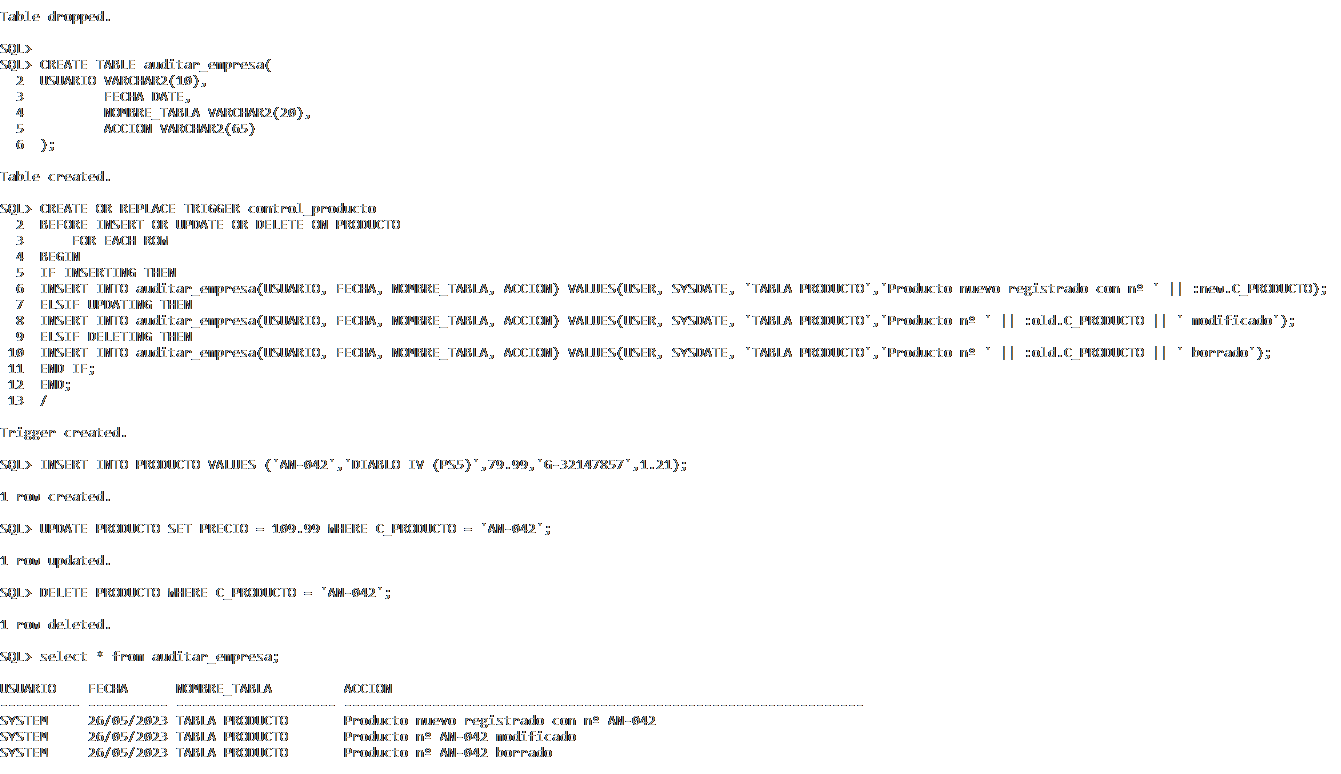 Table dropped.
SQL>
SQL> CREATE TABLE auditar_empresa(
2 USUARIO VARCHAR2(10),
3 FECHA DATE,
4 NOMBRE_TABLA VARCHAR2(20),
5 ACCION VARCHAR2(65)
6 );
Table created.
SQL> CREATE OR REPLACE TRIGGER control_producto
2 BEFORE INSERT OR UPDATE OR DELETE ON PRODUCTO
3 FOR EACH ROW
4 BEGIN
5 IF INSERTING THEN
6 INSERT INTO auditar_empresa(USUARIO, FECHA, NOMBRE_TABLA, ACCION) VALUES(USER, SYSDATE, 'TABLA PRODUCTO','Producto nuevo registrado con nº ' || :new.C_PRODUCTO);
7 ELSIF UPDATING THEN
8 INSERT INTO auditar_empresa(USUARIO, FECHA, NOMBRE_TABLA, ACCION) VALUES(USER, SYSDATE, 'TABLA PRODUCTO','Producto nº ' || :old.C_PRODUCTO || ' modificado');
9 ELSIF DELETING THEN
10 INSERT INTO auditar_empresa(USUARIO, FECHA, NOMBRE_TABLA, ACCION) VALUES(USER, SYSDATE, 'TABLA PRODUCTO','Producto nº ' || :old.C_PRODUCTO || ' borrado');
11 END IF;
12 END;
13 /
Trigger created.
SQL> INSERT INTO PRODUCTO VALUES ('AN-042','DIABLO IV (PS5)',79.99,'G-32147857',1.21);
1 row created.
SQL> UPDATE PRODUCTO SET PRECIO = 109.99 WHERE C_PRODUCTO = 'AN-042';
1 row updated.
SQL> DELETE PRODUCTO WHERE C_PRODUCTO = 'AN-042';
1 row deleted.
SQL> select * from auditar_empresa;
USUARIO FECHA NOMBRE_TABLA ACCION
SYSTEM 26/05/2023 TABLA PRODUCTO Producto nuevo registrado con nº AN-042
SYSTEM 26/05/2023 TABLA PRODUCTO Producto nº AN-042 modificado
SYSTEM 26/05/2023 TABLA PRODUCTO Producto nº AN-042 borrado